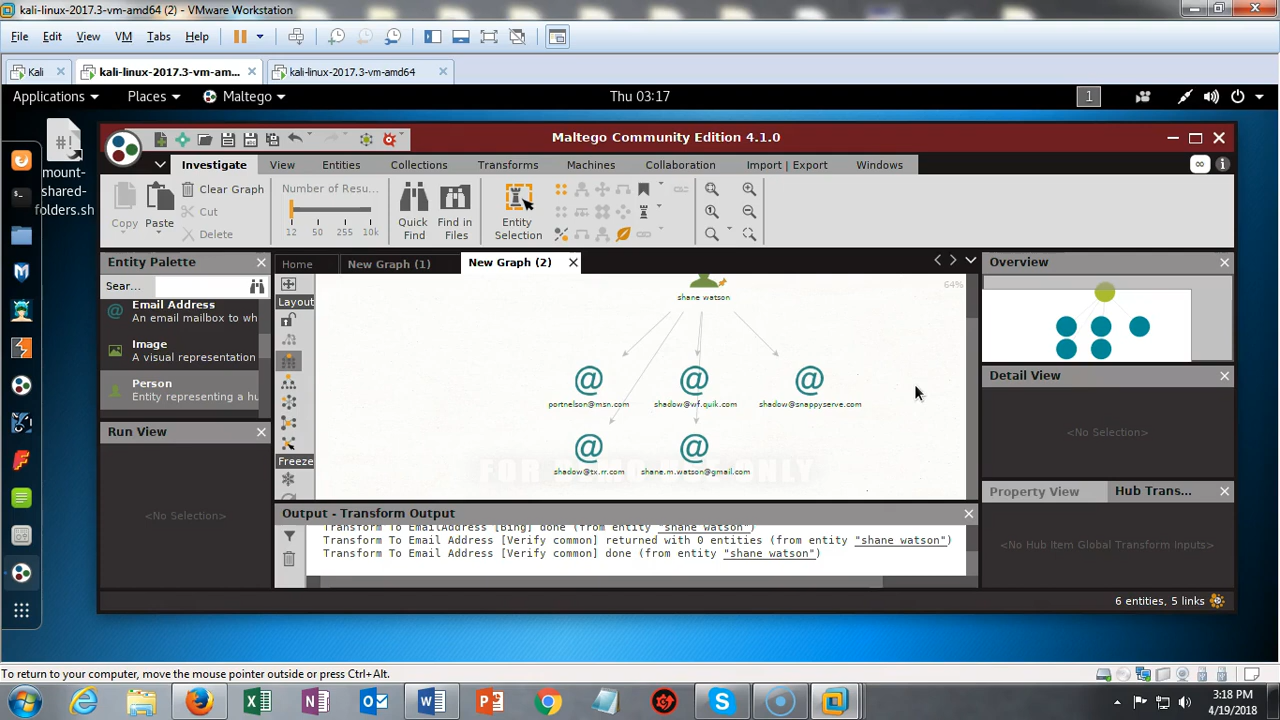 kali-linux-2017.3-vm-amd64 (2) - VMware Workstation
File Edit View VM Tabs Help
Kali kali-linux-2017.3-vm-am... kali-linux-2017.3-vm-amd64
Applications Places Maltego Thu 03:17 1
mount-
shared-
folders.sh
Maltego Community Edition 4.1.0
Investigate View Entities Collections Transforms Machines Collaboration Import | Export Windows
Copy
Paste
Clear Graph
Cut
Delete
Number of Resu...
12 50 256 10k
Quick
Find
Find in
Files
Entity
Selection
Entity Palette
Sear...
Email Address
An email mailbox to wh
Image
A visual representation
Person
Entity representing a hu
Run View
<No Selection>
Home New Graph (1) New Graph (2)
Layout
Freeze
64%
shane watson
portnelson@msn.com shadow@wf.quik.com shadow@snappyserve.com
shadow@tx.rr.com shane.m.watson@gmail.com
Output - Transform Output
Transform To EmailAddress [Bing] done (from entity "shane watson")
Transform To Email Address [Verify common] returned with 0 entities (from entity "shane watson")
Transform To Email Address [Verify common] done (from entity "shane watson")
Overview
Detail View
<No Selection>
Property View Hub Trans...
<No Hub Item Global Transform Inputs>
6 entities, 5 links
To return to your computer, move the mouse pointer outside or press Ctrl+Alt.
3:18 PM
4/19/2018